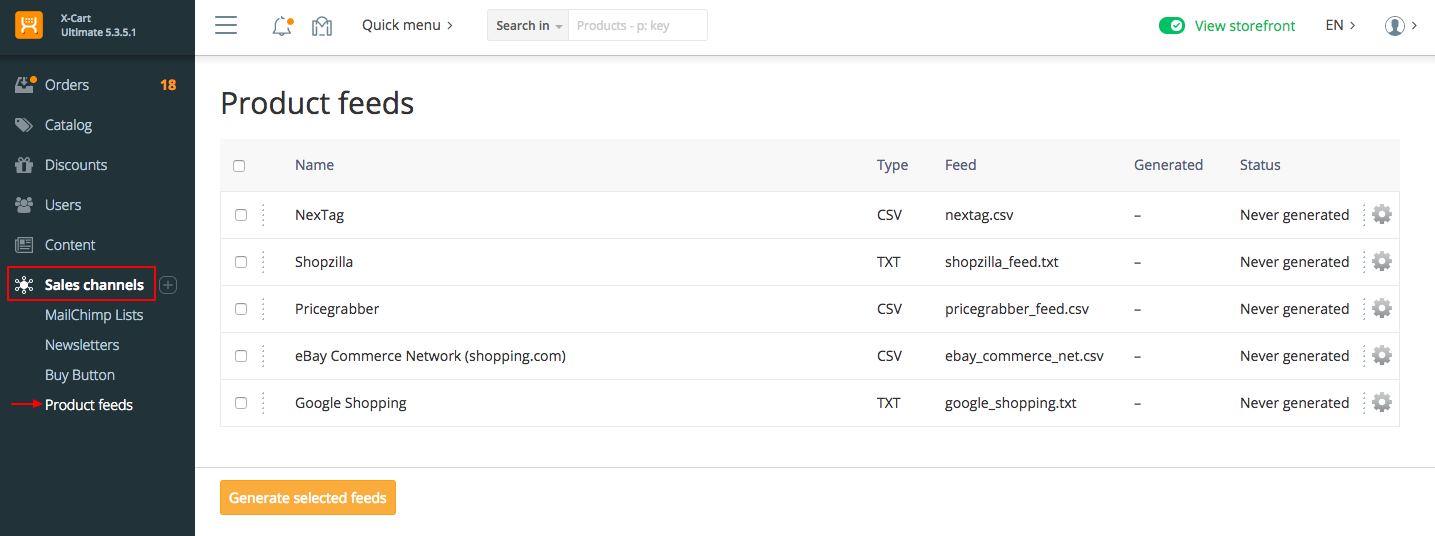 X-Cart
Ultimate 5.3.5.1
Quick menu
Search in
Products - p: key
View storefront
EN
Orders 18
Catalog
Discounts
Users
Content
Sales channels
MailChimp Lists
Newsletters
Buy Button
Product feeds
Product feeds
Name Type Feed Generated Status
NexTag CSV nextag.csv – Never generated
Shopzilla TXT shopzilla_feed.txt – Never generated
Pricegrabber CSV pricegrabber_feed.csv – Never generated
eBay Commerce Network (shopping.com) CSV ebay_commerce_net.csv – Never generated
Google Shopping TXT google_shopping.txt – Never generated
Generate selected feeds